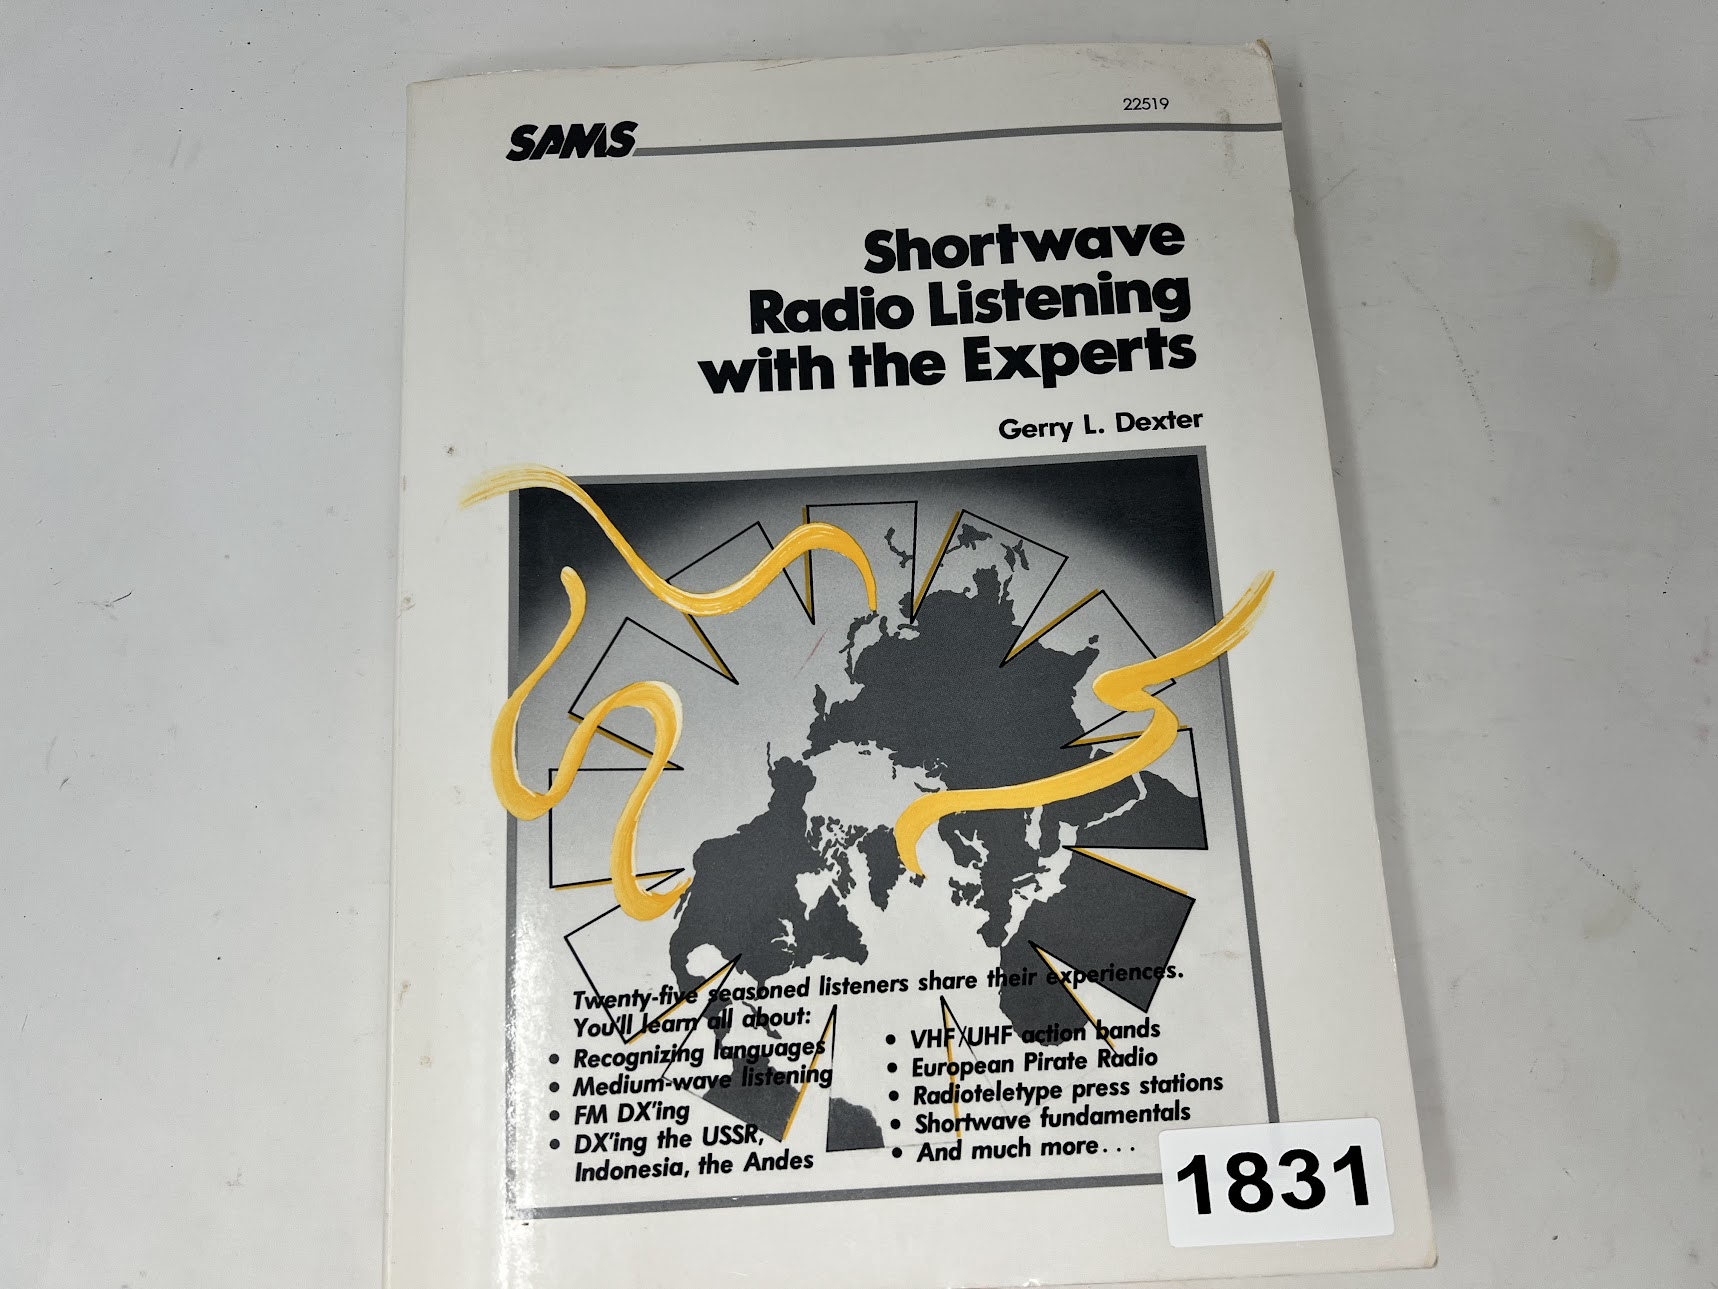 SAMS
22519
Shortwave
Radio Listening
with the Experts
Gerry L. Dexter
Twenty-five seasoned listeners share their experiences.
You'll learn all about:
• Recognizing languages
• Medium-wave listening
• FM DX'ing
• DX'ing the USSR,
Indonesia, the Andes
• VHF/UHF action bands
• European Pirate Radio
• Radioteletype press stations
• Shortwave fundamentals
• And much more . . .
1831